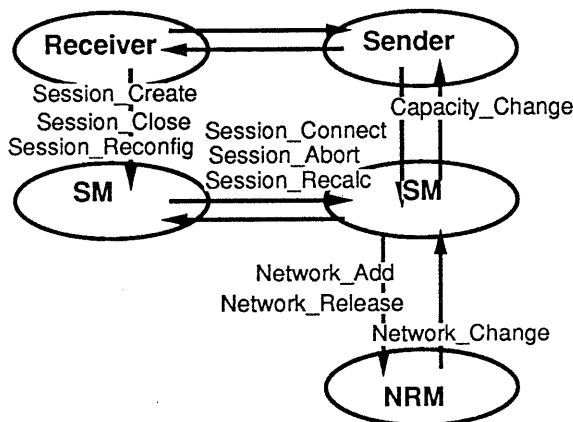 Receiver
Sender
Session_Create
Session_Close
Session_Reconfig
Capacity_Change
Session_Connect
Session_Abort
Session_Recalc
SM
SM
Network_Add
Network_Release
Network_Change
NRM